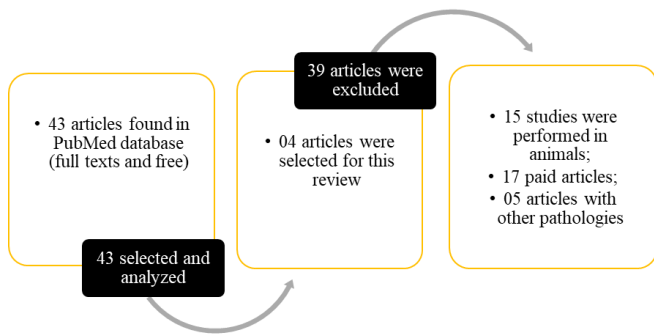 • 43 articles found in
PubMed database
(full texts and free)
43 selected and
analyzed
• 04 articles were
selected for this
review
39 articles were
excluded
• 15 studies were
performed in
animals;
• 17 paid articles;
• 05 articles with
other pathologies